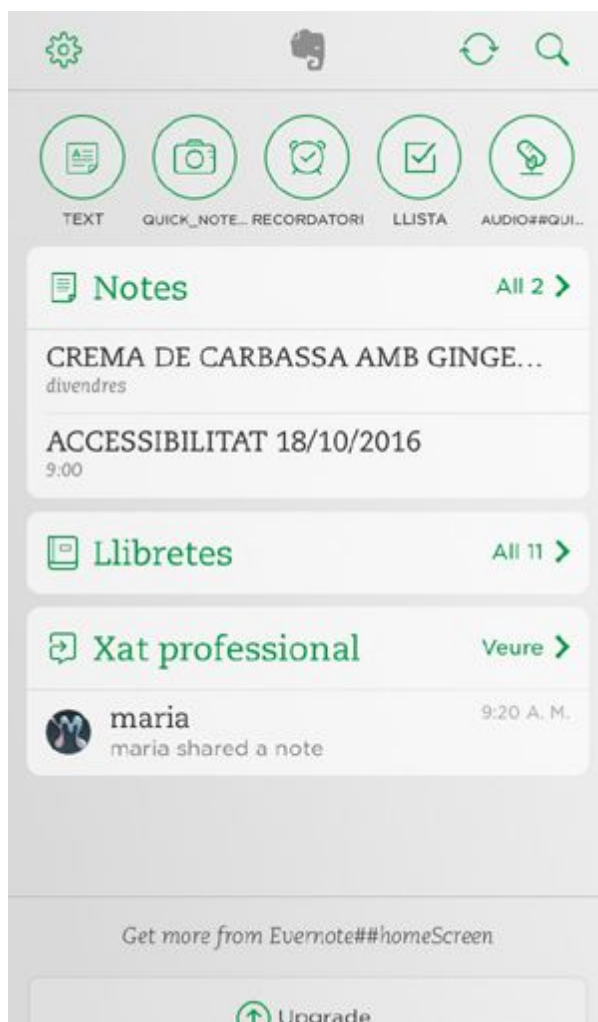 TEXT
QUICK_NOTE...
RECORDATORI
LLISTA
AUDIO##QUI...
Notes
All 2
CREMA DE CARBASSA AMB GINGE...
divendres
ACCESSIBILITAT 18/10/2016
9:00
Llibretes
All 11
Xat professional
Veure
maria
9:20 A. M.
maria shared a note
Get more from Evernote##homeScreen
Upgrade